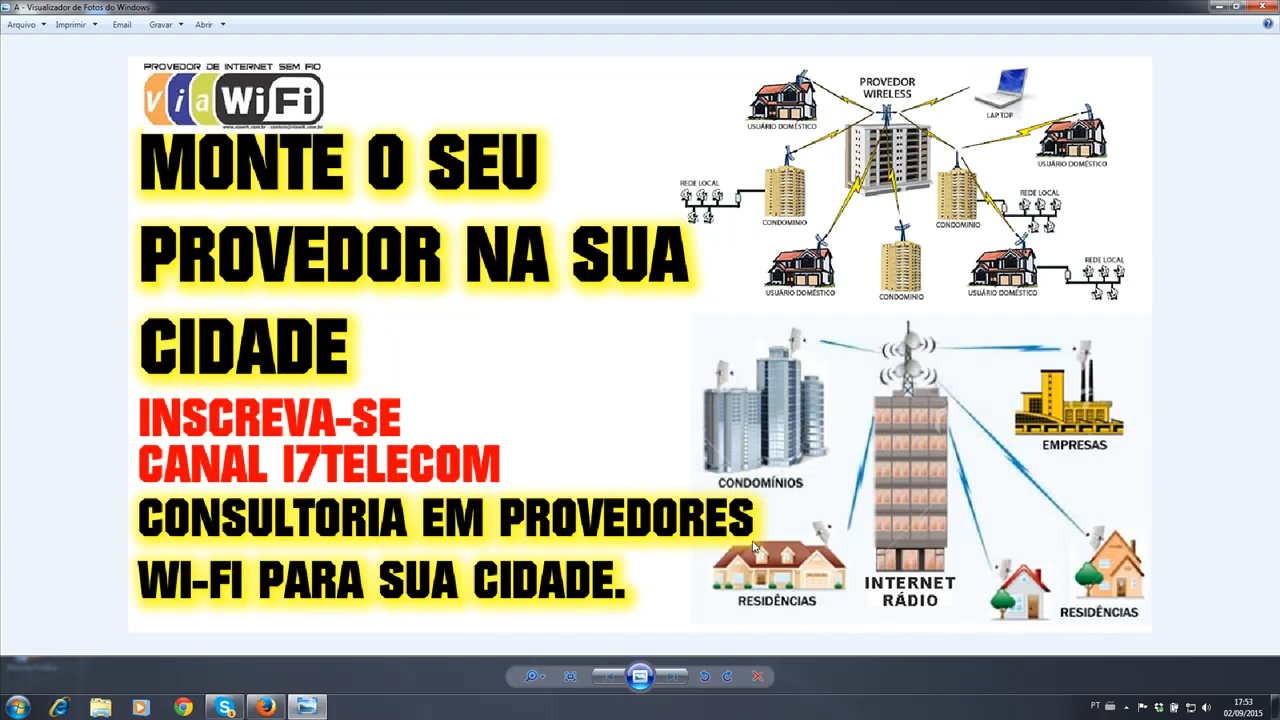 A - Visualizador de Fotos do Windows
Arquivo Imprimir Email Gravar Abrir
PROVEDOR DE INTERNET SEM FIO
via WiFi
MONTE O SEU
PROVEDOR NA SUA
CIDADE
INSCREVA-SE
CANAL I7TELECOM
CONSULTORIA EM PROVEDORES
WI-FI PARA SUA CIDADE.
PROVEDOR
WIRELESS
USUÁRIO DOMÉSTICO
LAPTOP
USUÁRIO DOMÉSTICO
REDE LOCAL
CONDOMINIO
CONDOMINIO
REDE LOCAL
USUÁRIO DOMÉSTICO
CONDOMINIO
USUÁRIO DOMÉSTICO
REDE LOCAL
CONDOMÍNIOS
EMPRESAS
RESIDÊNCIAS
INTERNET
RÁDIO
RESIDÊNCIAS
PT
17:53
02/09/2015